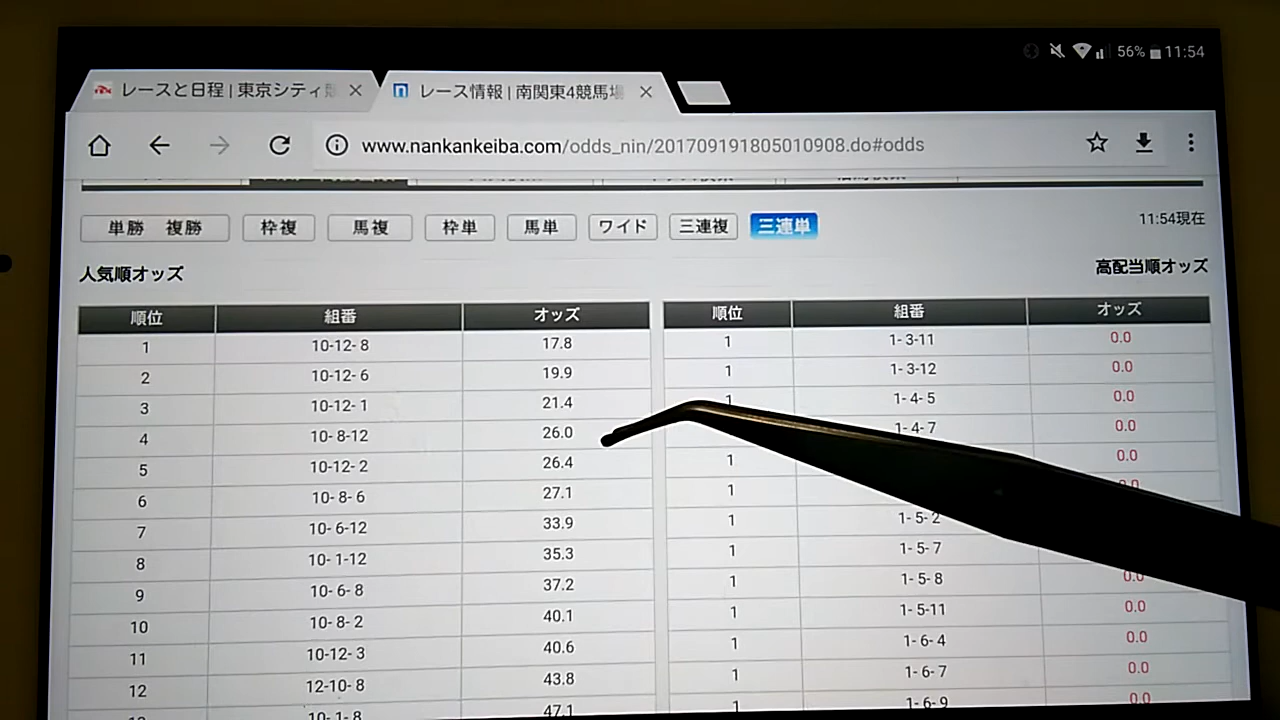 56% 11:54
レースと日程 | 東京シティ競 レース情報 | 南関東4競馬場
www.nankankeiba.com/odds_nin/201709191805010908.do#odds
単勝 複勝 枠複 馬複 枠単 馬単 ワイド 三連複 三連単 11:54現在
人気順オッズ 高配当順オッズ
順位 組番 オッズ 順位 組番 オッズ
1 10-12- 8 17.8 1 1- 3-11 0.0
2 10-12- 6 19.9 1 1- 3-12 0.0
3 10-12- 1 21.4 1 1- 4- 5 0.0
4 10- 8-12 26.0 1- 4- 7 0.0
5 10-12- 2 26.4 1 0.0
6 10- 8- 6 27.1 1 0.0
7 10- 6-12 33.9 1 1- 5- 2
8 10- 1-12 35.3 1 1- 5- 7
9 10- 6- 8 37.2 1 1- 5- 8 0.0
10 10- 8- 2 40.1 1 1- 5-11 0.0
11 10-12- 3 40.6 1 1- 6- 4 0.0
12 12-10- 8 43.8 1 1- 6- 7 0.0
10- 1- 8 47.1 1 1- 6- 9 0.0